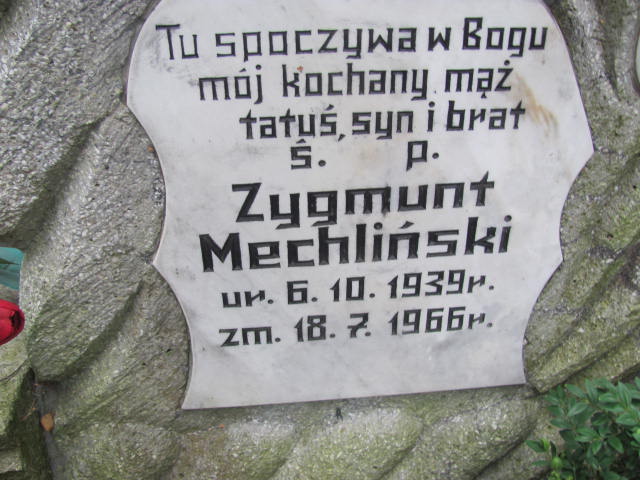 Tu spoczywa w Bogu
mój kochany mąż
tatuś, syn i brat
ś. p.
Zygmunt
Mechliński
ur. 6. 10. 1939r.
zm. 18. 7. 1966r.